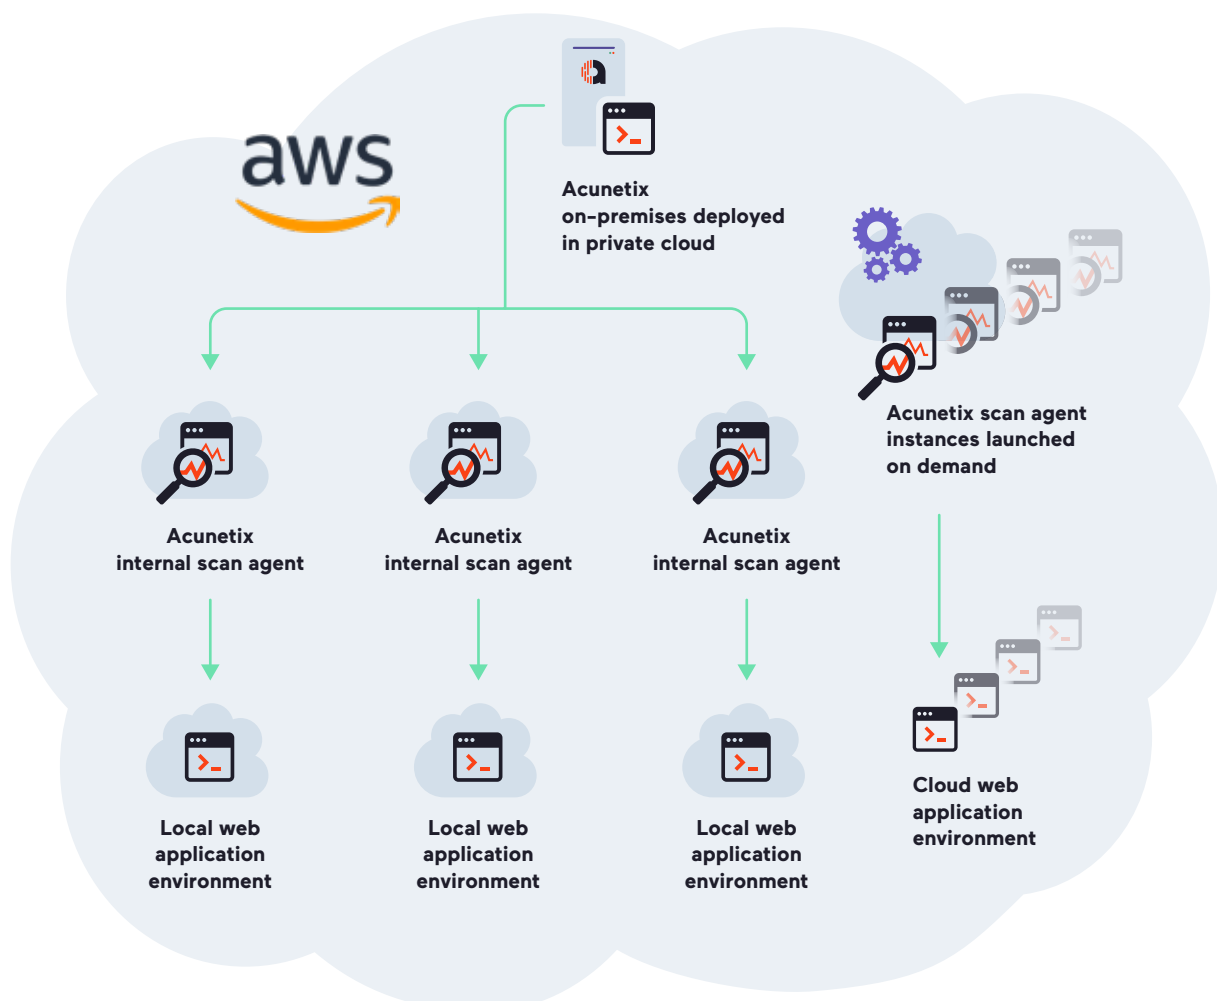 aws
Acunetix
on-premises deployed
in private cloud
Acunetix scan agent
instances launched
on demand
Acunetix
internal scan agent
Acunetix
internal scan agent
Acunetix
internal scan agent
Local web
application
environment
Local web
application
environment
Local web
application
environment
Cloud web
application
environment